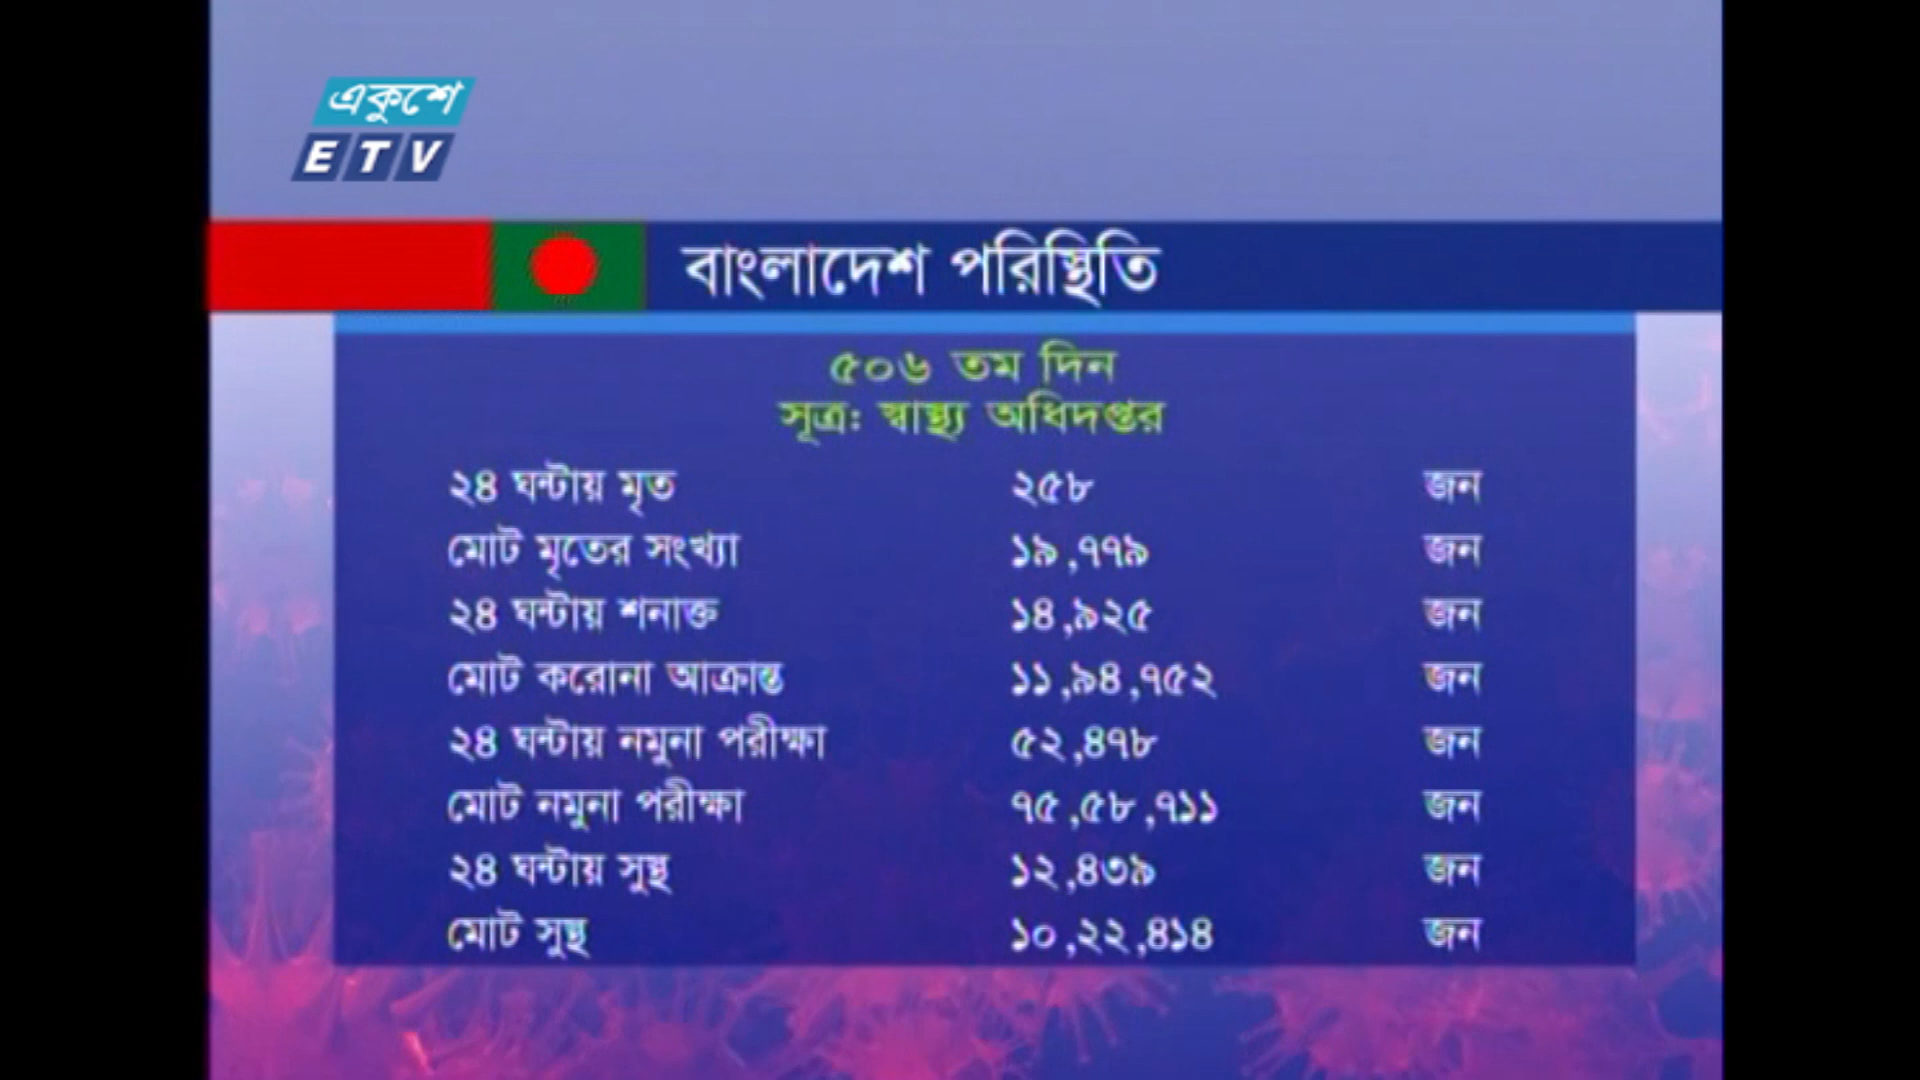 একুশে
ETV
বাংলাদেশ পরিস্থিতি
৫০৬ তম দিন
সূত্রঃ স্বাস্থ্য অধিদপ্তর
২৪ ঘন্টায় মৃত ২৫৮ জন
মোট মৃতের সংখ্যা ১৯,৭৭৯ জন
২৪ ঘন্টায় শনাক্ত ১৪,৯২৫ জন
মোট করোনা আক্রান্ত ১১,৯৪,৭৫২ জন
২৪ ঘন্টায় নমুনা পরীক্ষা ৫২,৪৭৮ জন
মোট নমুনা পরীক্ষা ৭৫,৫৮,৭১১ জন
২৪ ঘন্টায় সুস্থ ১২,৪৩৯ জন
মোট সুস্থ ১০,২২,৪১৪ জন